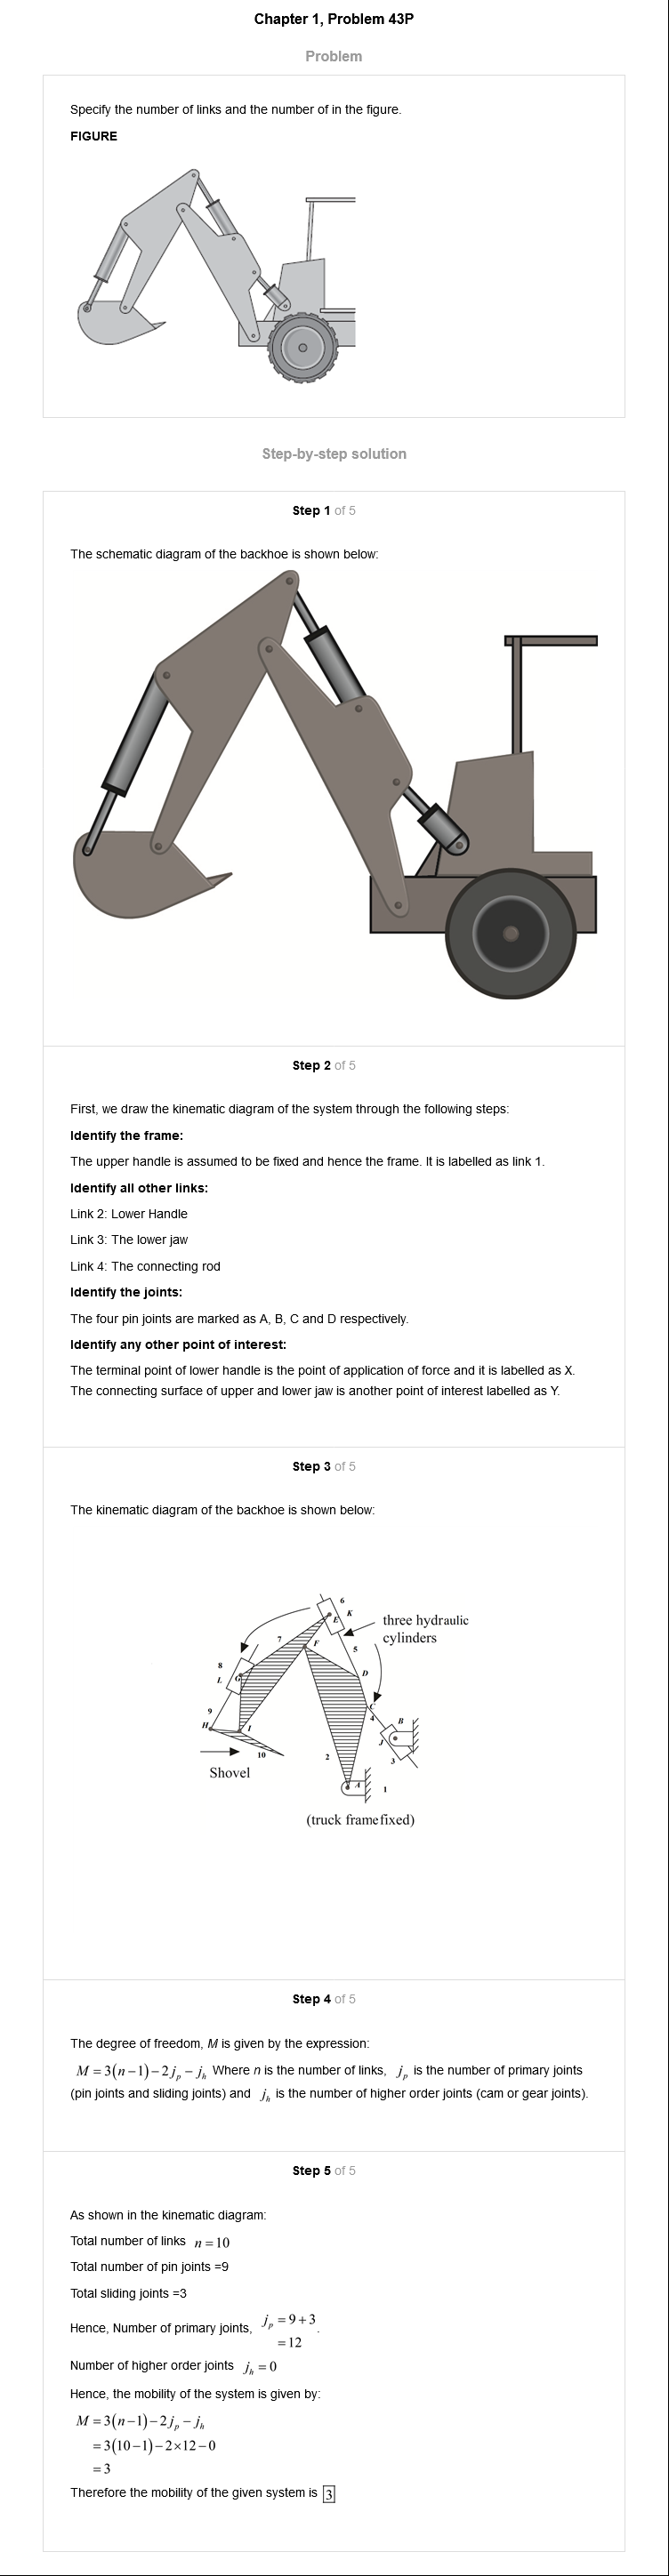 Chapter 1, Problem 43P
Problem
Specify the number of links and the number of in the figure.
FIGURE
Step-by-step solution
Step 1 of 5
The schematic diagram of the backhoe is shown below:
Step 2 of 5
First, we draw the kinematic diagram of the system through the following steps:
Identify the frame:
The upper handle is assumed to be fixed and hence the frame. It is labelled as link 1.
Identify all other links:
Link 2: Lower Handle
Link 3: The lower jaw
Link 4: The connecting rod
Identify the joints:
The four pin joints are marked as A, B, C and D respectively.
Identify any other point of interest:
The terminal point of lower handle is the point of application of force and it is labelled as X.
The connecting surface of upper and lower jaw is another point of interest labelled as Y.
Step 3 of 5
The kinematic diagram of the backhoe is shown below:
6
E K
three hydraulic
cylinders
7 F
5
8
L G
D
C
9
4
B
H I
J
10
3
Shovel
2
A 1
(truck frame fixed)
Step 4 of 5
The degree of freedom, M is given by the expression:
M = 3(n−1)−2jₚ − jₕ Where n is the number of links, jₚ is the number of primary joints
(pin joints and sliding joints) and jₕ is the number of higher order joints (cam or gear joints).
Step 5 of 5
As shown in the kinematic diagram:
Total number of links n = 10
Total number of pin joints =9
Total sliding joints =3
Hence, Number of primary joints, jₚ = 9 + 3
= 12 .
Number of higher order joints jₕ = 0
Hence, the mobility of the system is given by:
M = 3(n−1)−2jₚ − jₕ
= 3(10−1)−2×12−0
= 3
Therefore the mobility of the given system is 3